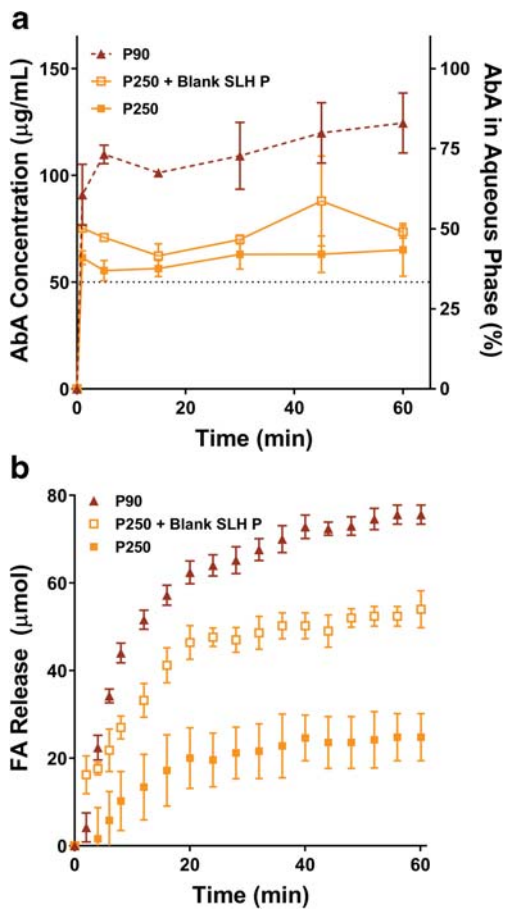 a
P90
P250 + Blank SLH P
P250
AbA Concentration (µg/mL)
150
100
50
0
AbA in Aqueous Phase (%)
100
75
50
25
0
0 20 40 60
Time (min)
b
P90
P250 + Blank SLH P
P250
FA Release (µmol)
80
60
40
20
0
0 20 40 60
Time (min)